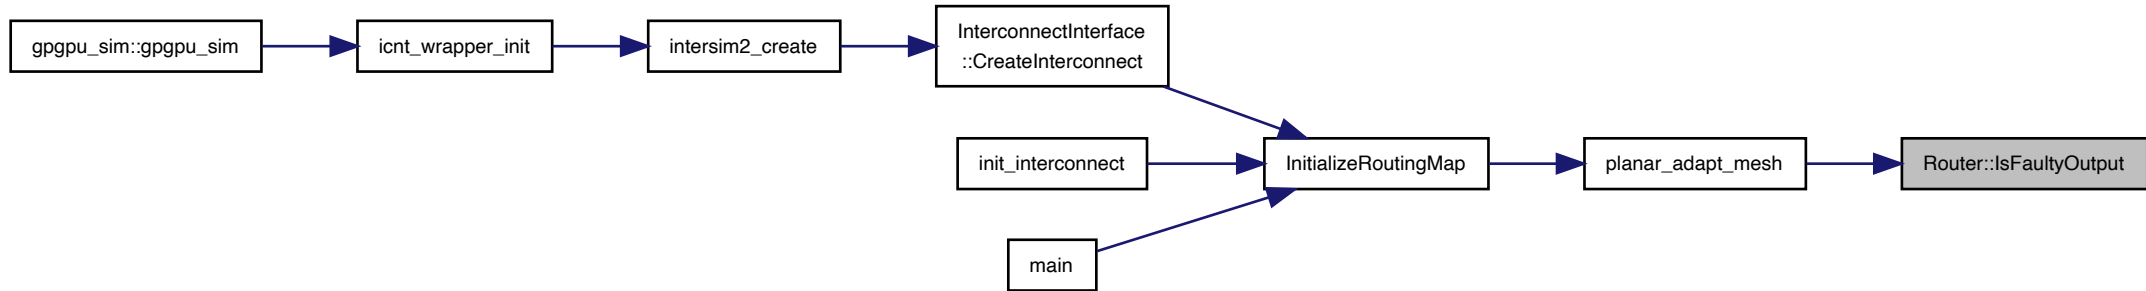 gpgpu_sim::gpgpu_sim
icnt_wrapper_init
intersim2_create
InterconnectInterface
::CreateInterconnect
init_interconnect
InitializeRoutingMap
planar_adapt_mesh
Router::IsFaultyOutput
main